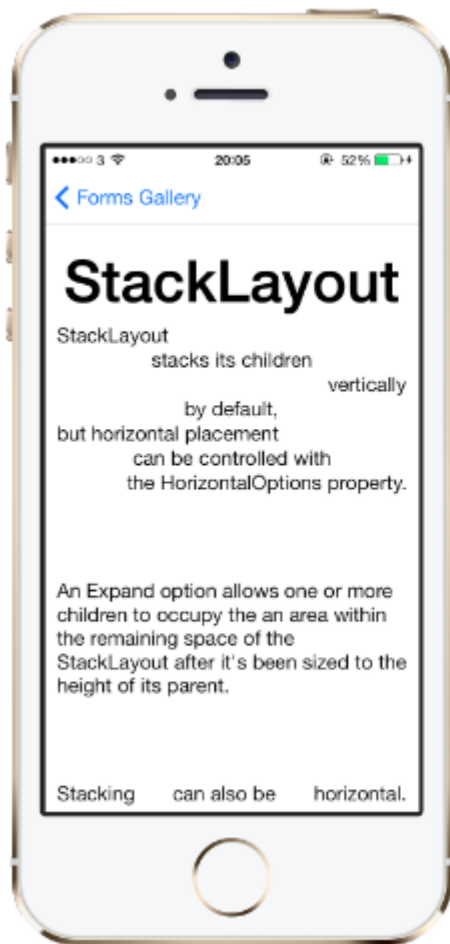 3 20:05 52%
Forms Gallery
StackLayout
StackLayout
stacks its children
vertically
by default,
but horizontal placement
can be controlled with
the HorizontalOptions property.
An Expand option allows one or more
children to occupy the an area within
the remaining space of the
StackLayout after it's been sized to the
height of its parent.
Stacking can also be horizontal.